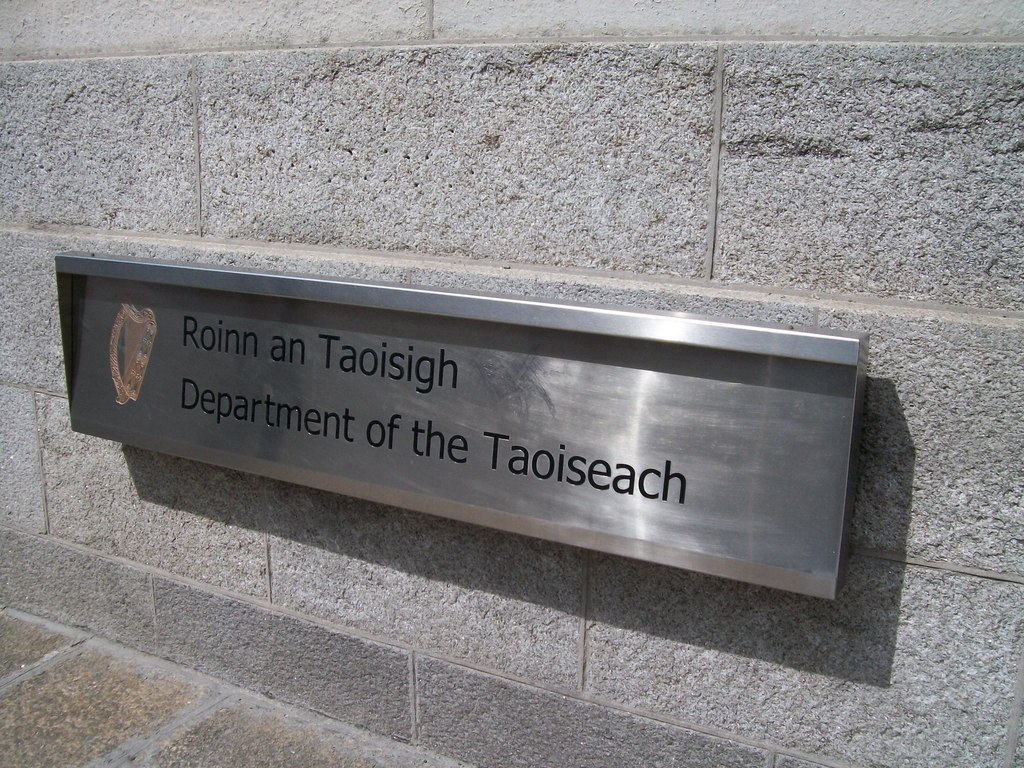 Roinn an Taoisigh
Department of the Taoiseach